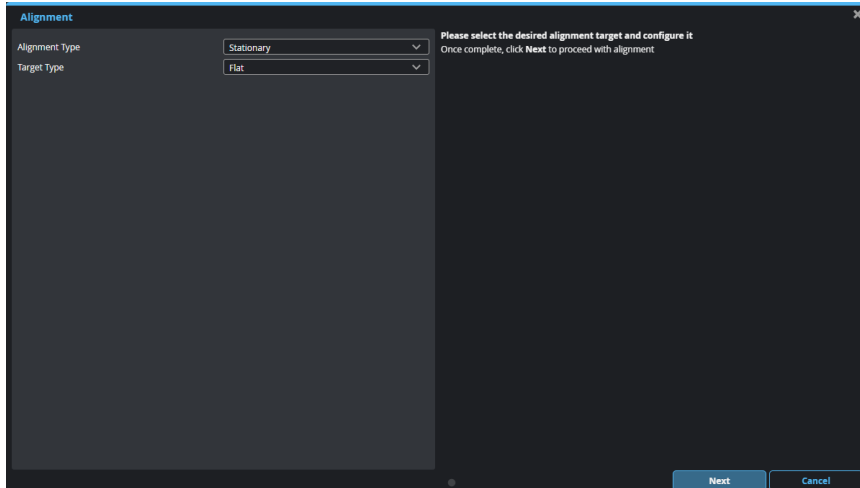 Alignment
Alignment Type
Stationary
Target Type
Flat
Please select the desired alignment target and configure it
Once complete, click Next to proceed with alignment
Next
Cancel